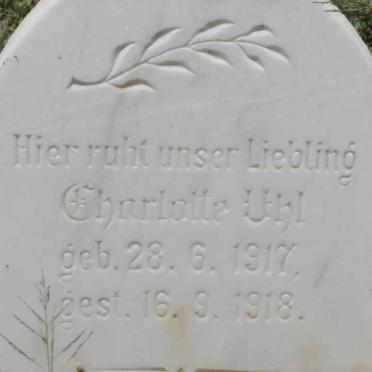 Hier ruht unser Liebling
Charlotte Uhl
geb. 28. 6. 1917,
gest. 16. 9. 1918.